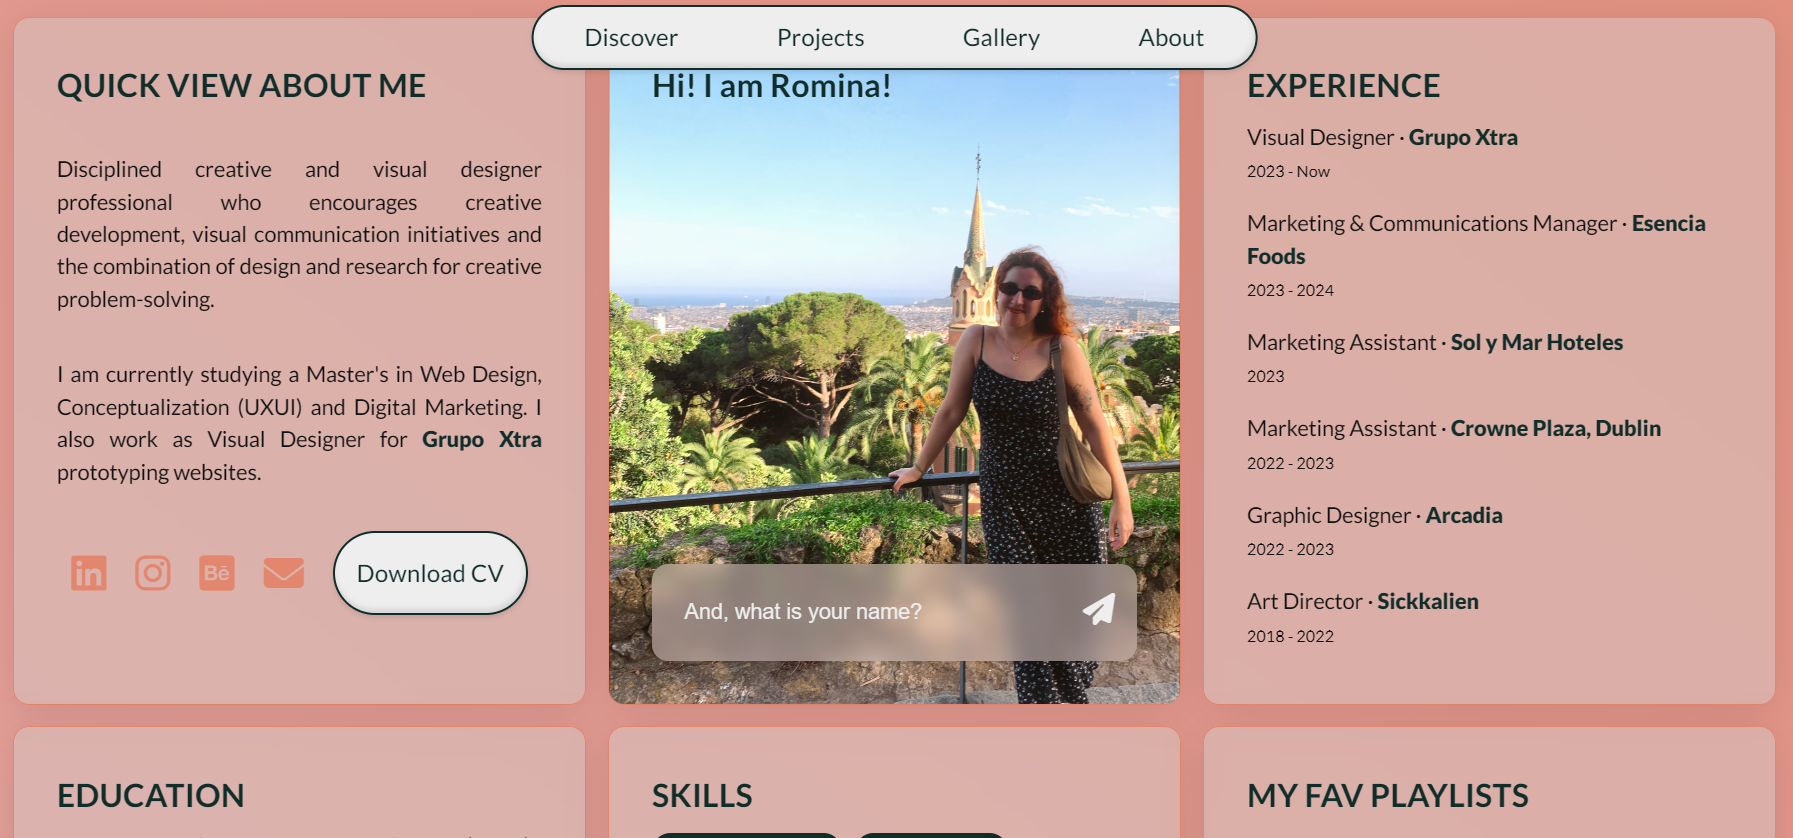 Discover Projects Gallery About
QUICK VIEW ABOUT ME
Disciplined creative and visual designer
professional who encourages creative
development, visual communication initiatives and
the combination of design and research for creative
problem-solving.
I am currently studying a Master's in Web Design,
Conceptualization (UXUI) and Digital Marketing. I
also work as Visual Designer for Grupo Xtra
prototyping websites.
in
Bē
Download CV
Hi! I am Romina!
And, what is your name?
EXPERIENCE
Visual Designer · Grupo Xtra
2023 - Now
Marketing & Communications Manager · Esencia
Foods
2023 - 2024
Marketing Assistant · Sol y Mar Hoteles
2023
Marketing Assistant · Crowne Plaza, Dublin
2022 - 2023
Graphic Designer · Arcadia
2022 - 2023
Art Director · Sickkalien
2018 - 2022
EDUCATION
SKILLS
MY FAV PLAYLISTS